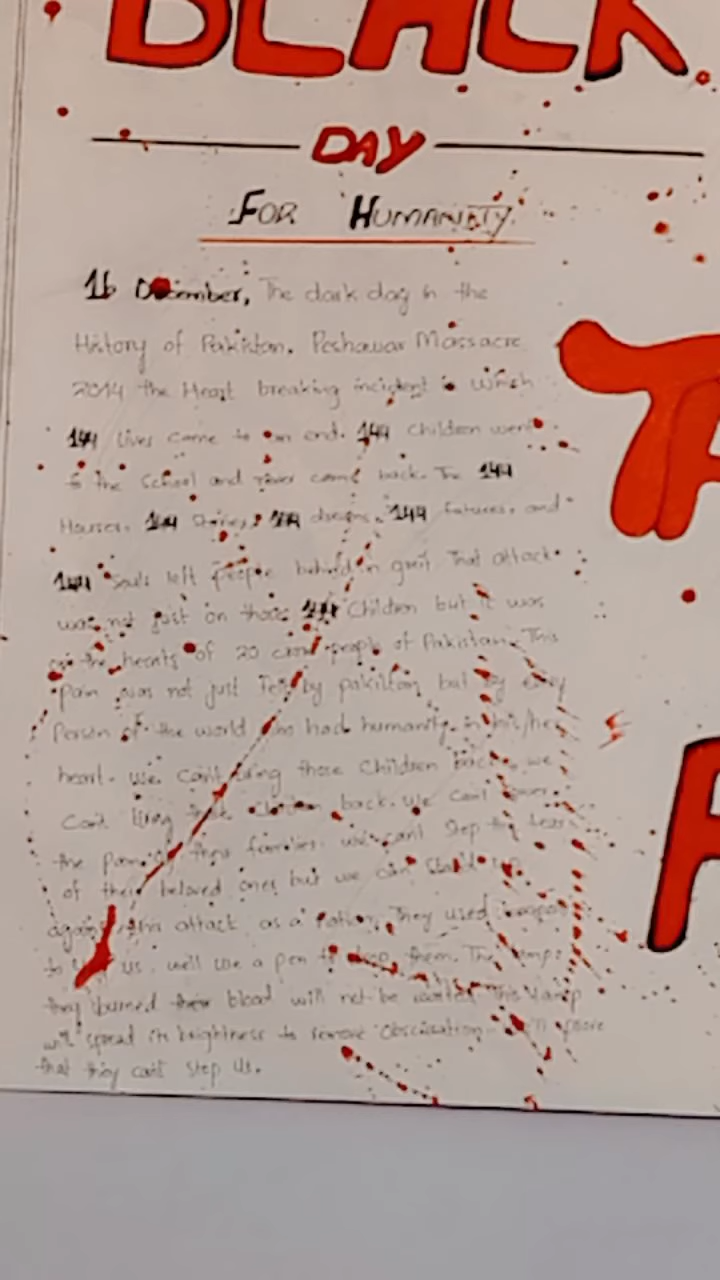 BLACK
DAY
FOR HUMANITY
16 December, The dark day in the
History of Pakistan. Peshawar Massacre
2014 the Heart breaking incident in which
144 Lives came to an end. 144 Children went
to the School and never came back. The 144
Houses. 144 Stories, 144 dreams, 144 futures, and
144 Souls left people behind in grief. That attack
was not just on those 144 Children but it was
on the hearts of 20 crore people of Pakistan. This
Pain was not just felt by pakistan but by every
Person of the world who had humanity in his/her
heart. We can't bring those Children back, we
Can't bring that back. We can't
the Pain of their families. we can't Stop the tears
of their beloved ones but we can Stand up
against attack as a Nation. They used
to us, we'll use a pen to them. The
they burned their blood will not be wasted. This Lamp
will spread its brightness to remove we'll prove
that they can't stop Us.